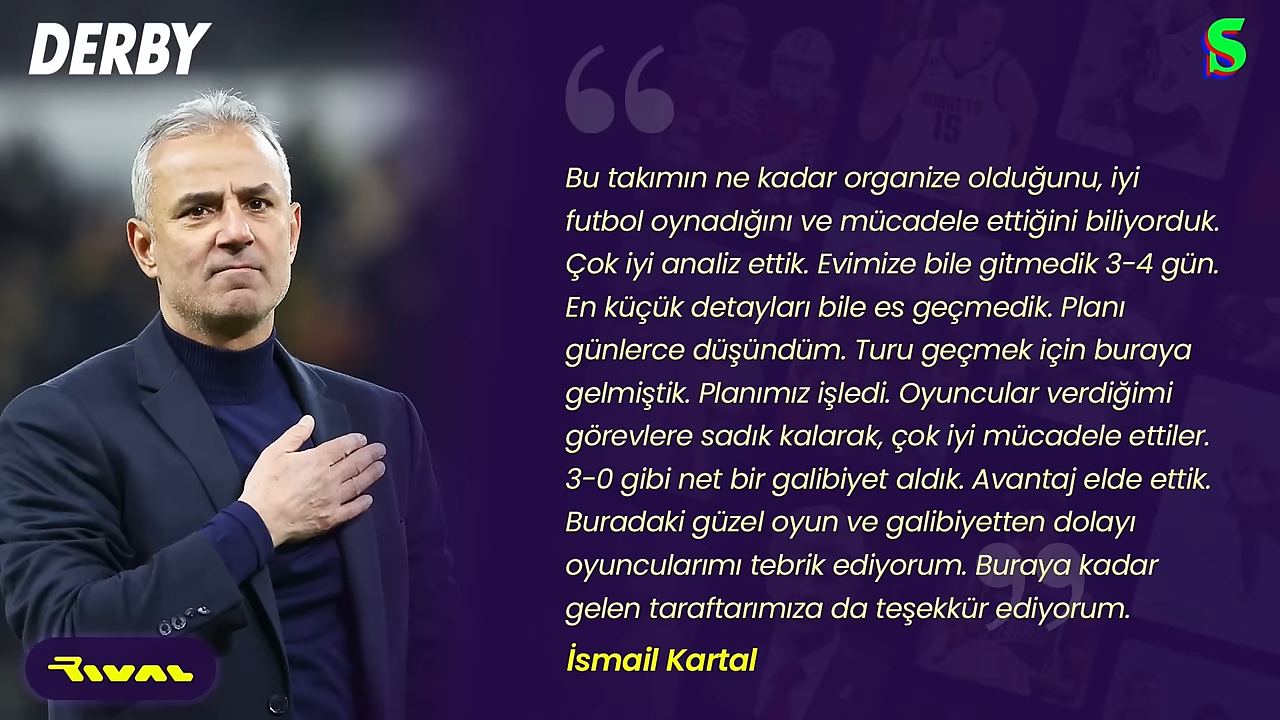 DERBY
S
Bu takımın ne kadar organize olduğunu, iyi
futbol oynadığını ve mücadele ettiğini biliyorduk.
Çok iyi analiz ettik. Evimize bile gitmedik 3-4 gün.
En küçük detayları bile es geçmedik. Planı
günlerce düşündüm. Turu geçmek için buraya
gelmiştik. Planımız işledi. Oyuncular verdiğimi
görevlere sadık kalarak, çok iyi mücadele ettiler.
3-0 gibi net bir galibiyet aldık. Avantaj elde ettik.
Buradaki güzel oyun ve galibiyetten dolayı
oyuncularımı tebrik ediyorum. Buraya kadar
gelen taraftarımıza da teşekkür ediyorum.
İsmail Kartal
RIVAL
NUGGETS
15